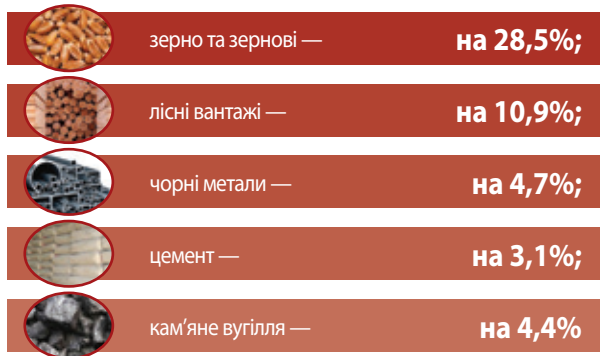 зерно та зернові — на 28,5%;
лісні вантажі — на 10,9%;
чорні метали — на 4,7%;
цемент — на 3,1%;
кам’яне вугілля — на 4,4%